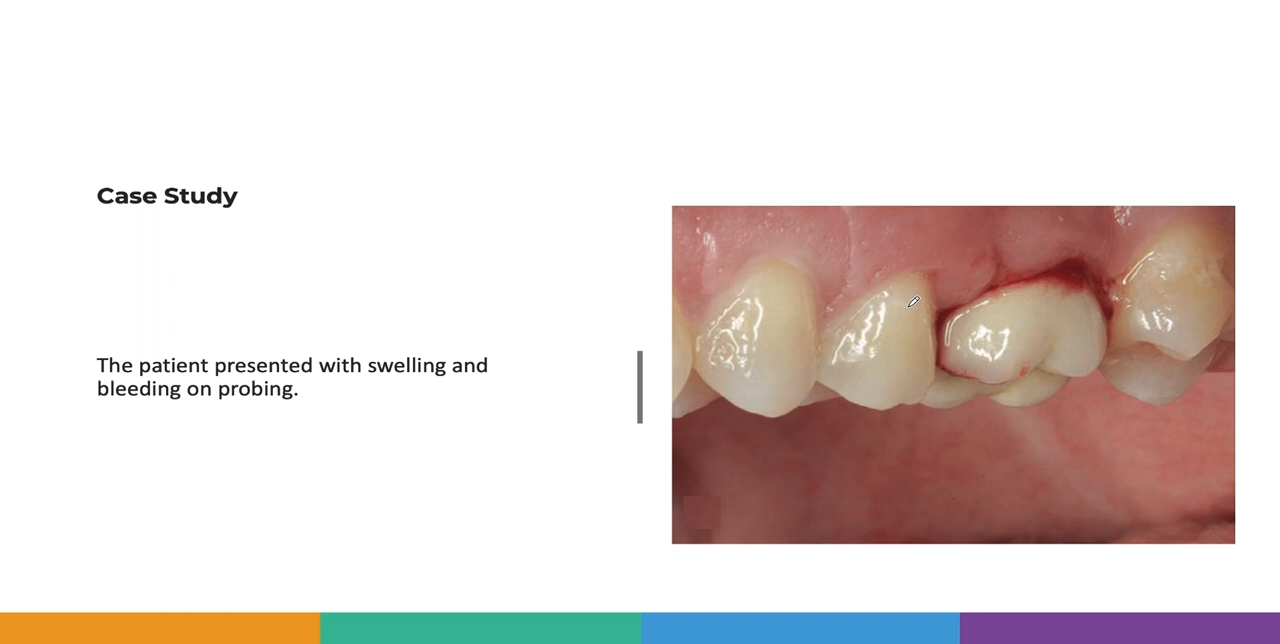 Case Study
The patient presented with swelling and
bleeding on probing.